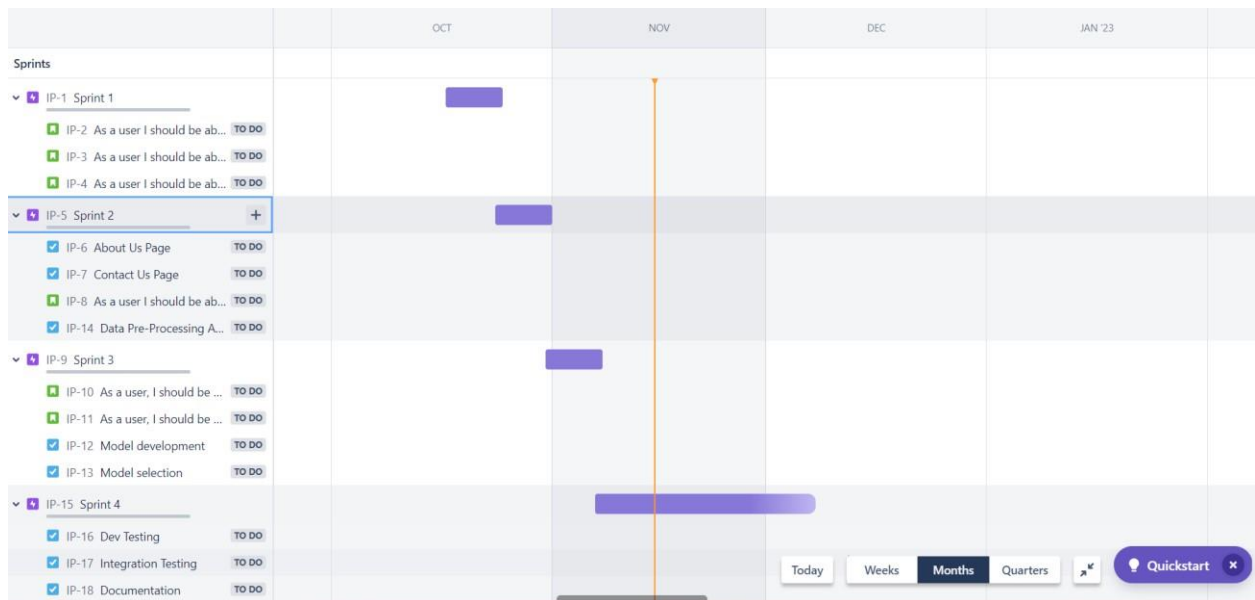 OCT NOV DEC JAN '23
Sprints
IP-1 Sprint 1
IP-2 As a user I should be ab... TO DO
IP-3 As a user I should be ab... TO DO
IP-4 As a user I should be ab... TO DO
IP-5 Sprint 2 +
IP-6 About Us Page TO DO
IP-7 Contact Us Page TO DO
IP-8 As a user I should be ab... TO DO
IP-14 Data Pre-Processing A... TO DO
IP-9 Sprint 3
IP-10 As a user, I should be ... TO DO
IP-11 As a user, I should be ... TO DO
IP-12 Model development TO DO
IP-13 Model selection TO DO
IP-15 Sprint 4
IP-16 Dev Testing TO DO
IP-17 Integration Testing TO DO
Today Weeks Months Quarters Quickstart
IP-18 Documentation TO DO